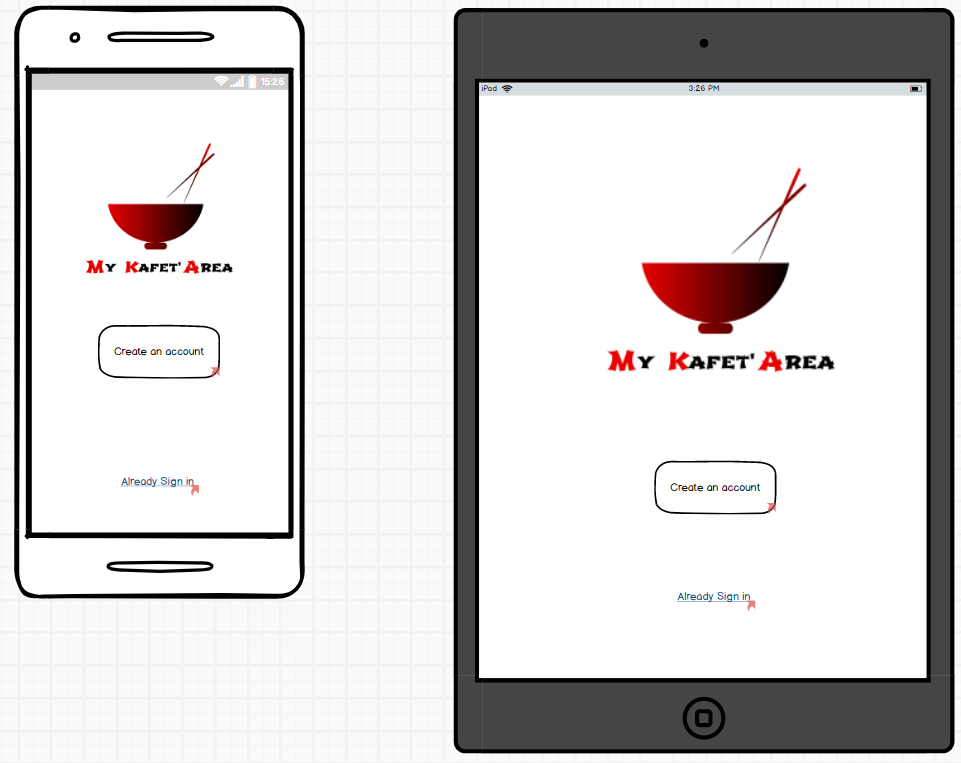 15:26
My Kafet'Area
Create an account
Already Sign in
iPod
3:26 PM
My Kafet'Area
Create an account
Already Sign in